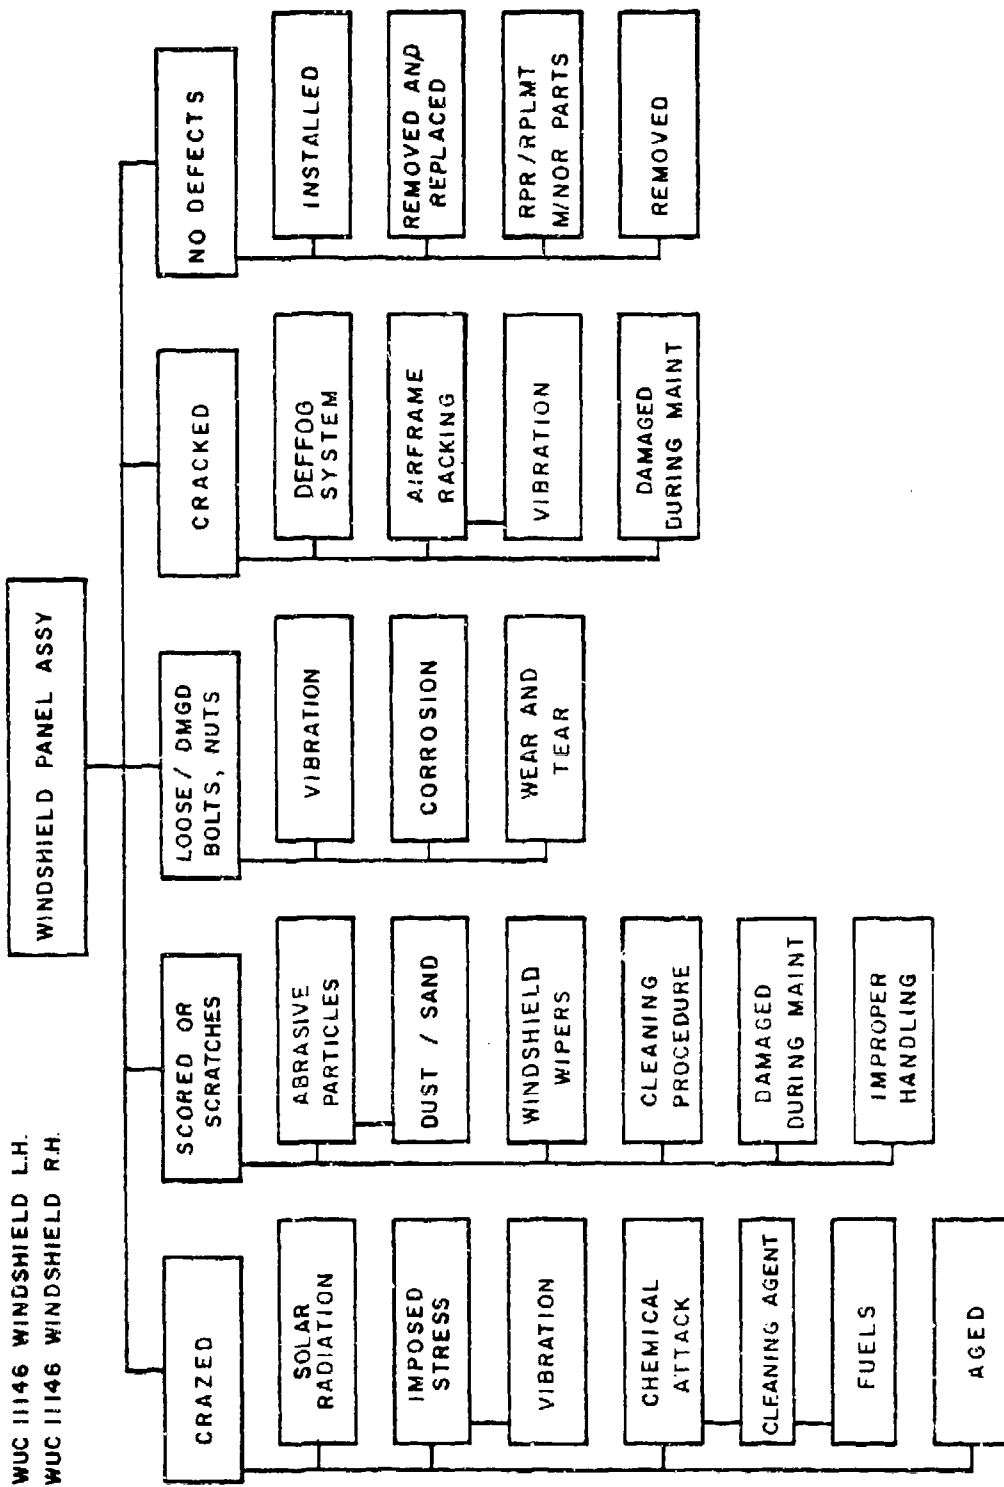 WUC 11146 WINDSHIELD L.H.
WUC 11146 WINDSHIELD R.H.
WINDSHIELD PANEL ASSY
CRAZED
SOLAR
RADIATION
IMPOSED
STRESS
VIBRATION
CHEMICAL
ATTACK
CLEANING AGENT
FUELS
AGED
SCORED OR
SCRATCHES
ABRASIVE
PARTICLES
DUST / SAND
WINDSHIELD
WIPERS
CLEANING
PROCEDURE
DAMAGED
DURING MAINT
IMPROPER
HANDLING
LOOSE / DMGD
BOLTS, NUTS
VIBRATION
CORROSION
WEAR AND
TEAR
CRACKED
DEFFOG
SYSTEM
AIRFRAME
RACKING
VIBRATION
DAMAGED
DURING MAINT
NO DEFECTS
INSTALLED
REMOVED AND
REPLACED
RPR/RPLMT
MINOR PARTS
REMOVED